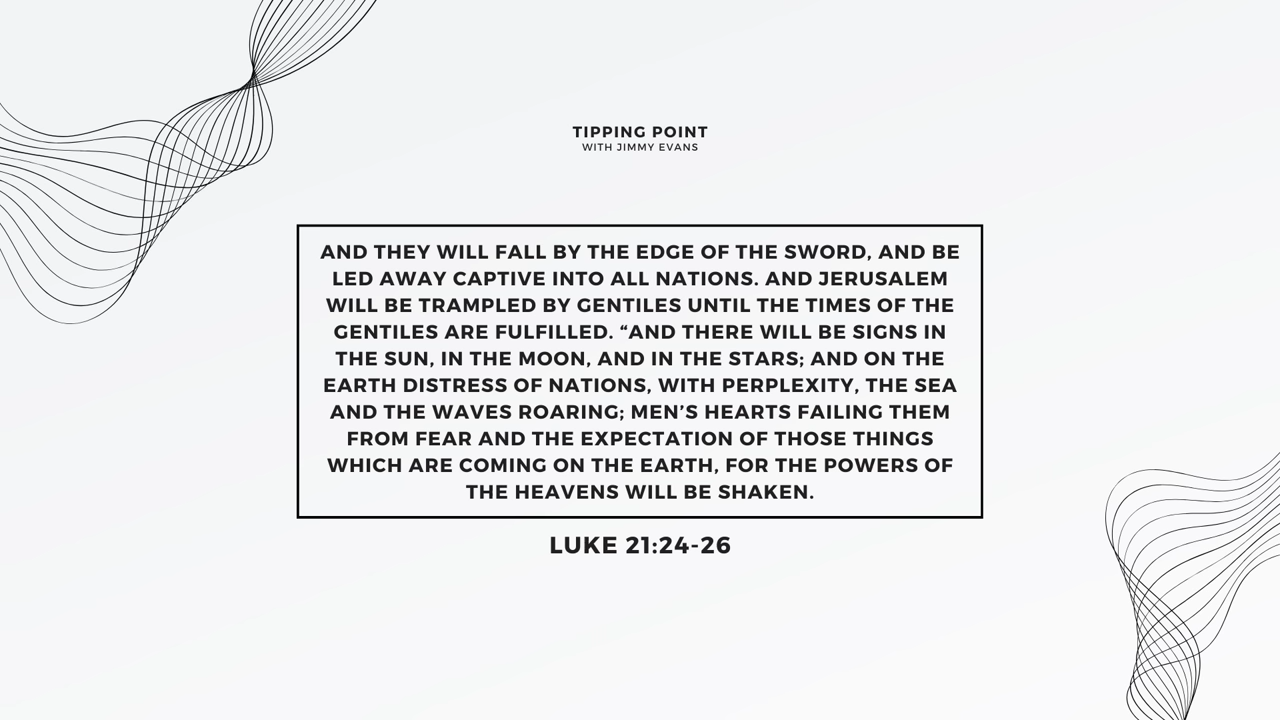 TIPPING POINT
WITH JIMMY EVANS
AND THEY WILL FALL BY THE EDGE OF THE SWORD, AND BE
LED AWAY CAPTIVE INTO ALL NATIONS. AND JERUSALEM
WILL BE TRAMPLED BY GENTILES UNTIL THE TIMES OF THE
GENTILES ARE FULFILLED. “AND THERE WILL BE SIGNS IN
THE SUN, IN THE MOON, AND IN THE STARS; AND ON THE
EARTH DISTRESS OF NATIONS, WITH PERPLEXITY, THE SEA
AND THE WAVES ROARING; MEN’S HEARTS FAILING THEM
FROM FEAR AND THE EXPECTATION OF THOSE THINGS
WHICH ARE COMING ON THE EARTH, FOR THE POWERS OF
THE HEAVENS WILL BE SHAKEN.
LUKE 21:24-26